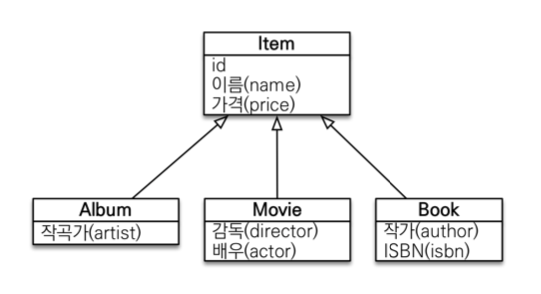 Item
id
이름(name)
가격(price)
Album
작곡가(artist)
Movie
감독(director)
배우(actor)
Book
작가(author)
ISBN(isbn)